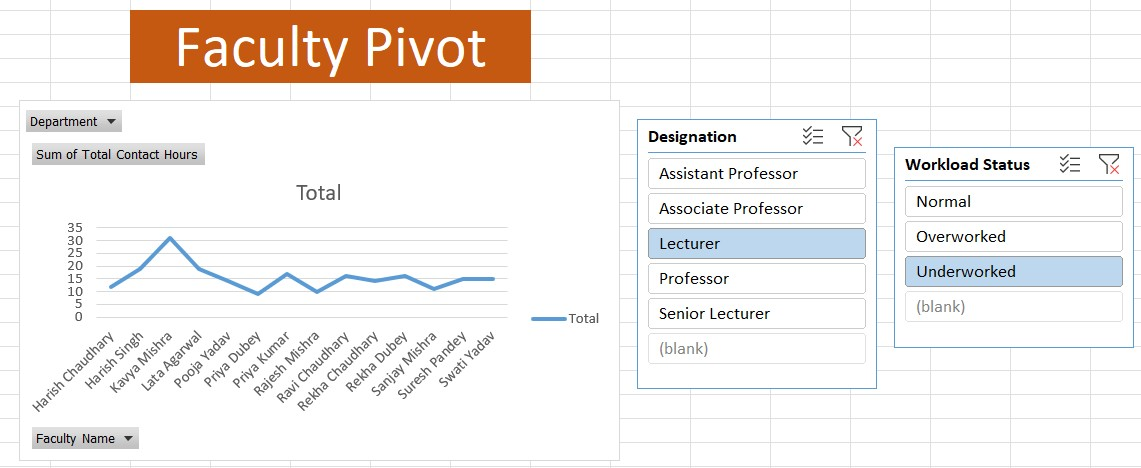 Faculty Pivot
Department
Sum of Total Contact Hours
Total
35
30
25
20
15
10
5
0
Harish Chaudhary
Harish Singh
Kavya Mishra
Lata Agarwal
Pooja Yadav
Priya Dubey
Priya Kumar
Rajesh Mishra
Ravi Chaudhary
Rekha Chaudhary
Rekha Dubey
Sanjay Mishra
Suresh Pandey
Swati Yadav
Total
Faculty Name
Designation
Assistant Professor
Associate Professor
Lecturer
Professor
Senior Lecturer
(blank)
Workload Status
Normal
Overworked
Underworked
(blank)